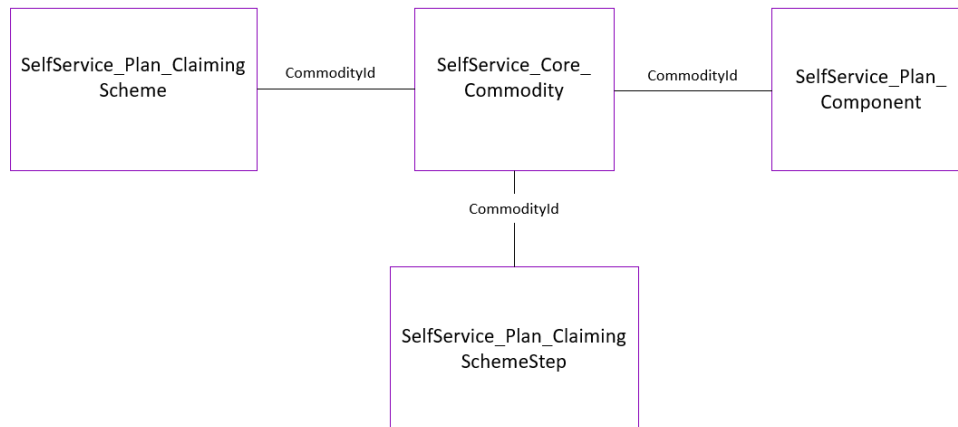 SelfService_Plan_Claiming
Scheme
CommodityId
SelfService_Core_
Commodity
CommodityId
SelfService_Plan_
Component
CommodityId
SelfService_Plan_Claiming
SchemeStep